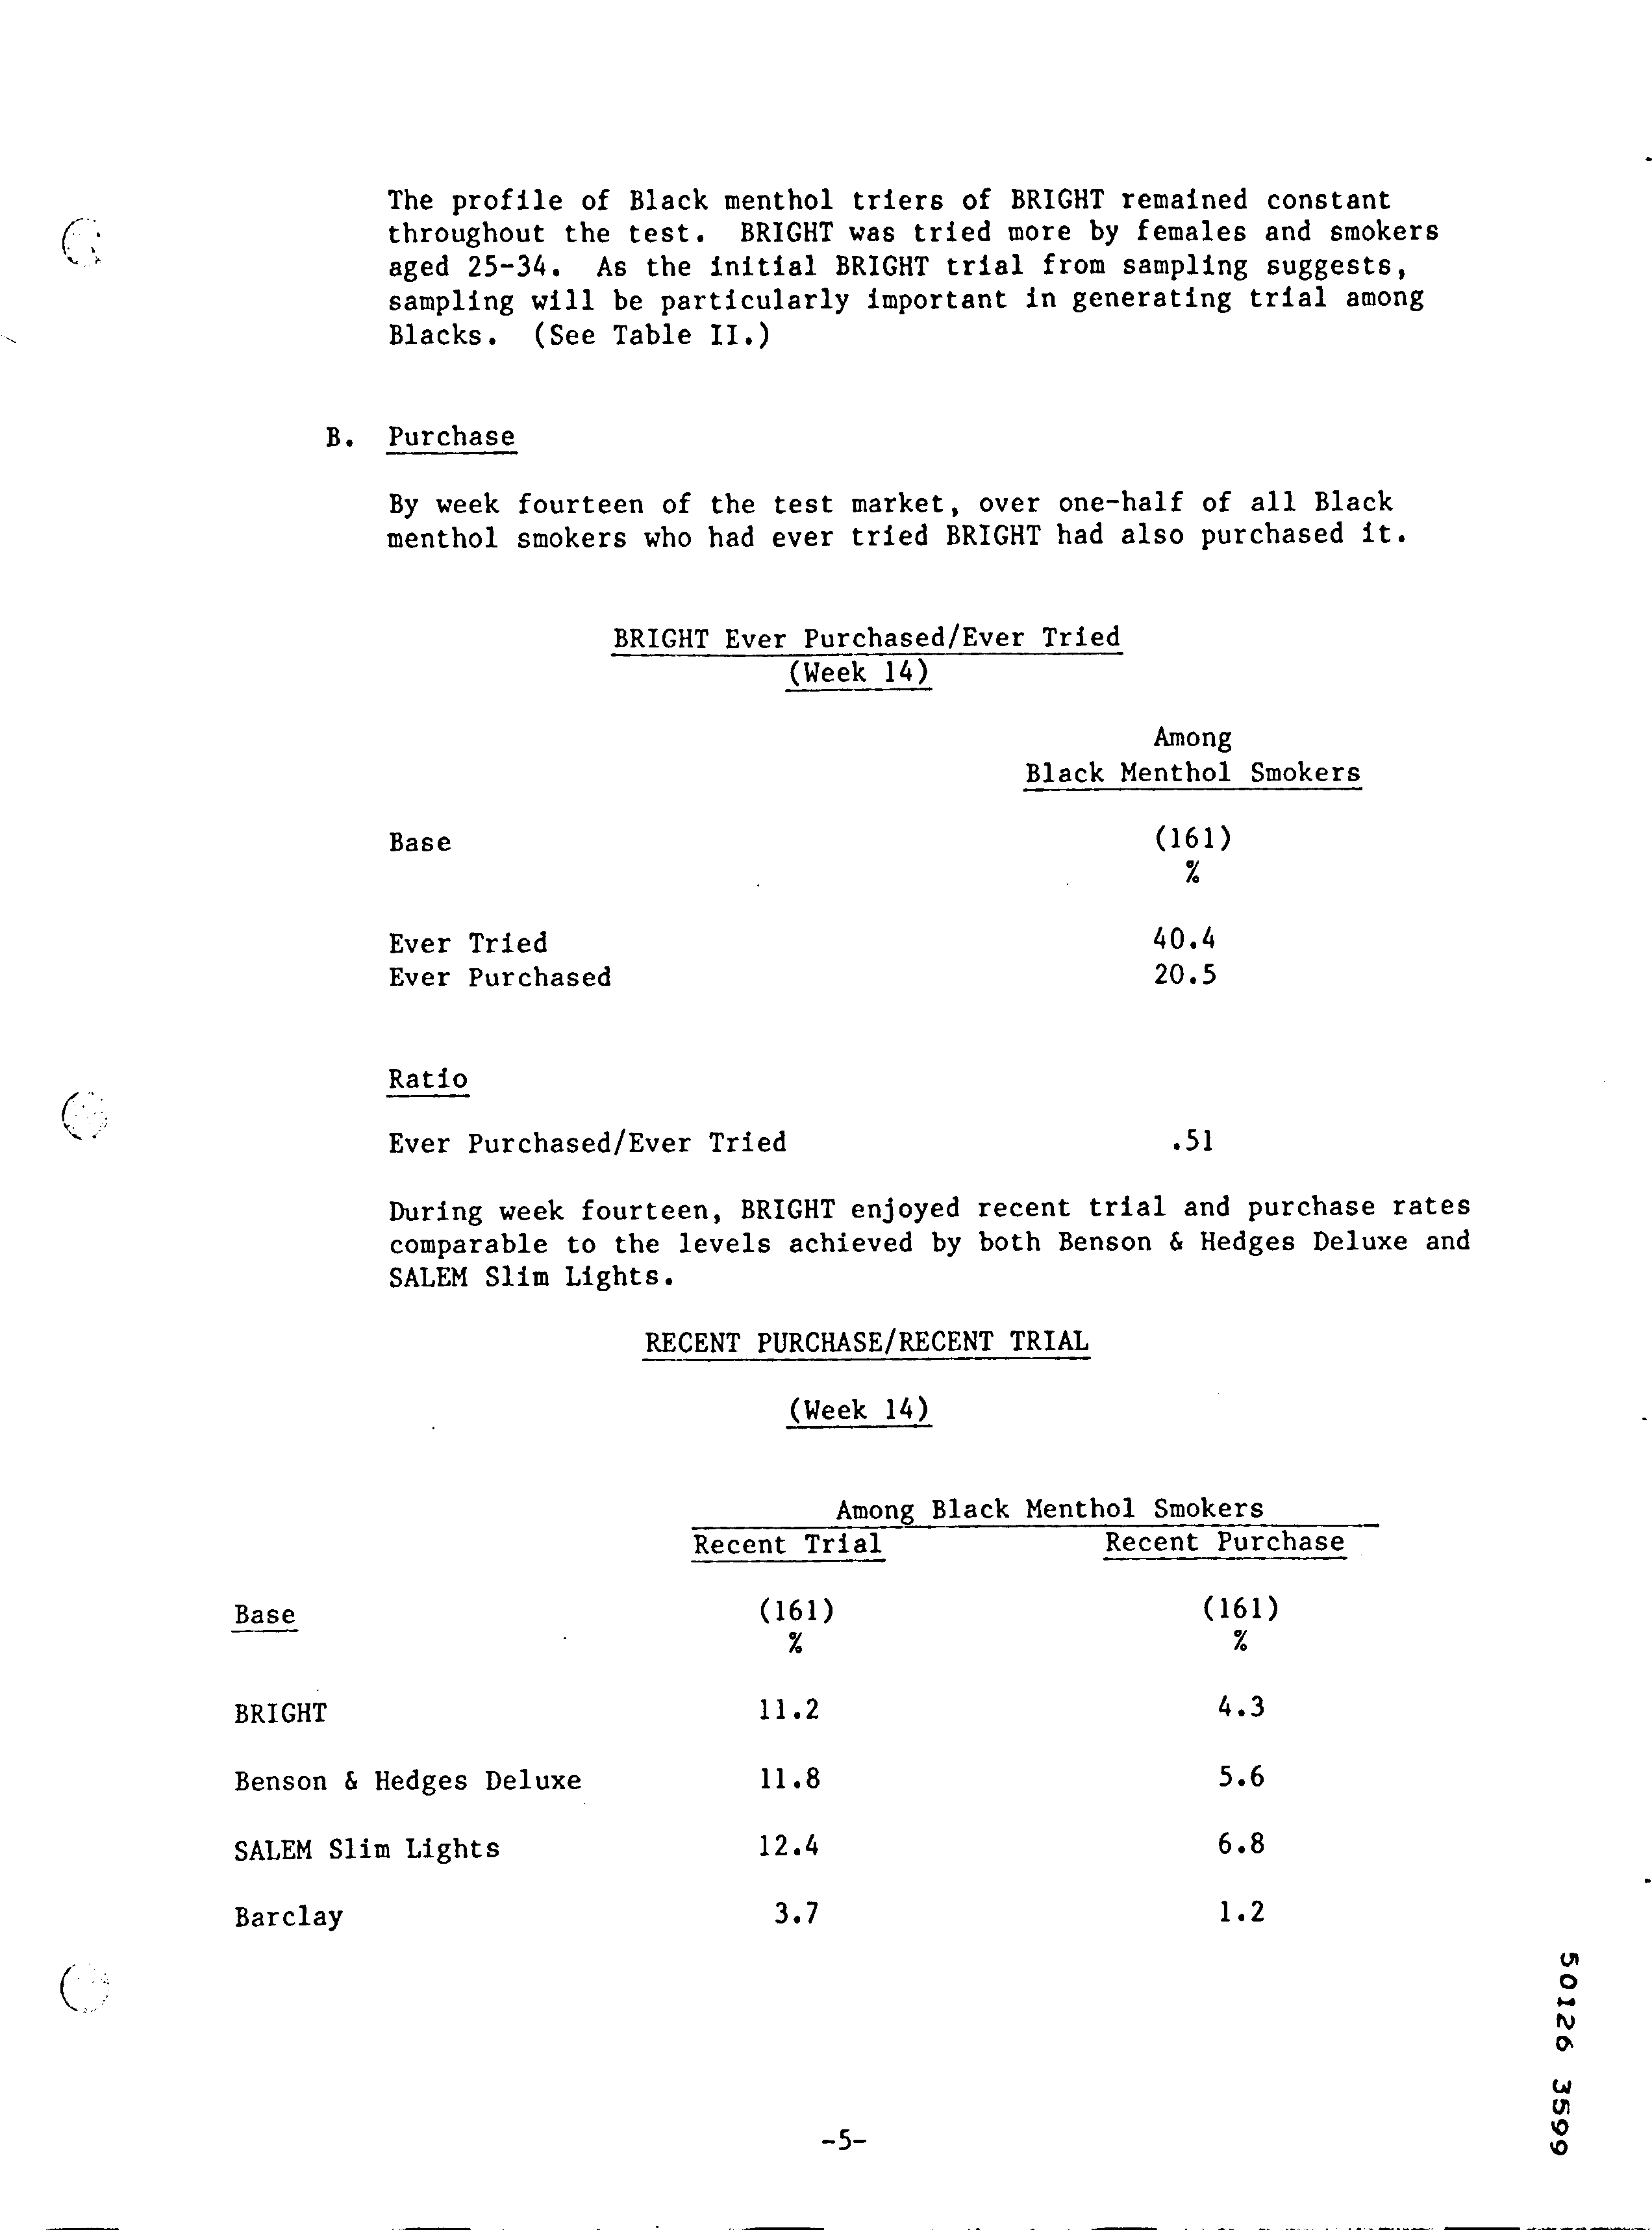 The profile of Black menthol triers of BRIGHT remained constant
throughout the test. BRIGHT was tried more by females and smokers
aged 25-34. As the initial BRIGHT trial from sampling suggests,
sampling will be particularly important in generating trial among
Blacks. (See Table II.)
B. Purchase
By week fourteen of the test market, over one-half of all Black
menthol smokers who had ever tried BRIGHT had also purchased it.
BRIGHT Ever Purchased/Ever Tried
(Week 14)
Among
Black Menthol Smokers
Base (161)
%
Ever Tried 40.4
Ever Purchased 20.5
Ratio
Ever Purchased/Ever Tried .51
During week fourteen, BRIGHT enjoyed recent trial and purchase rates
comparable to the levels achieved by both Benson & Hedges Deluxe and
SALEM Slim Lights.
RECENT PURCHASE/RECENT TRIAL
(Week 14)
Among Black Menthol Smokers
Recent Trial Recent Purchase
Base (161) (161)
% %
BRIGHT 11.2 4.3
Benson & Hedges Deluxe 11.8 5.6
SALEM Slim Lights 12.4 6.8
Barclay 3.7 1.2
50126 3599
-5-